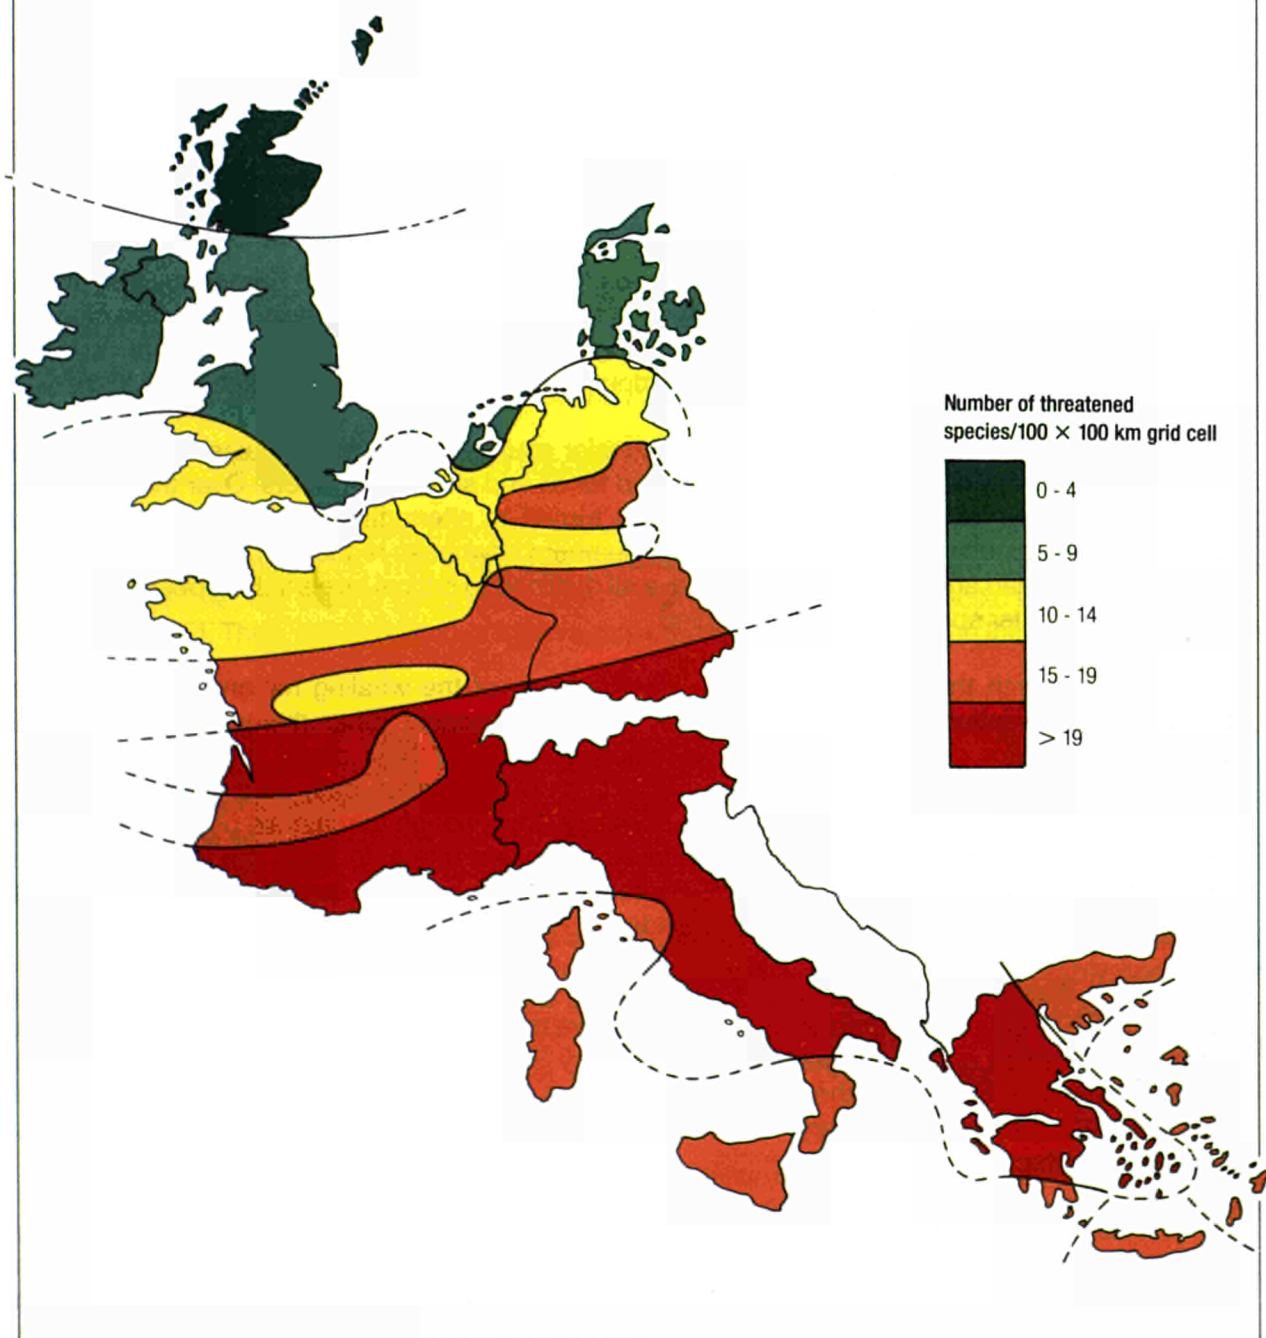 Number of threatened
species/100 × 100 km grid cell
0 - 4
5 - 9
10 - 14
15 - 19
> 19